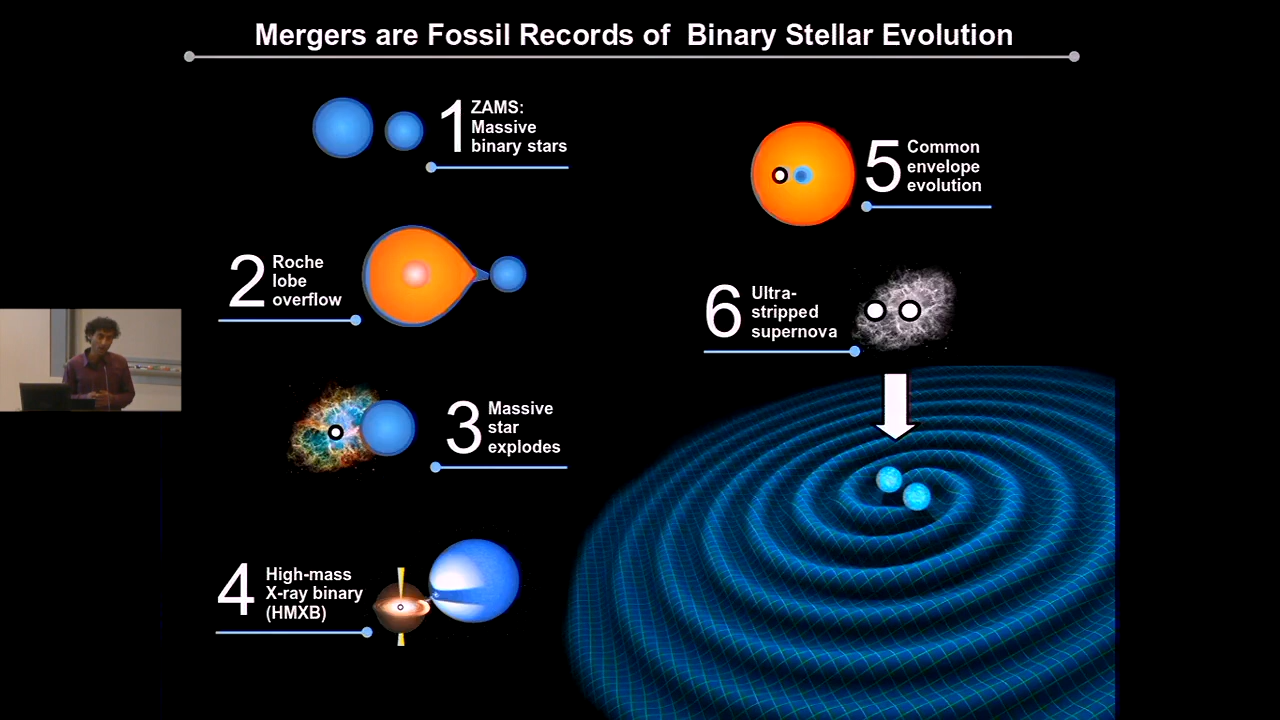 Mergers are Fossil Records of Binary Stellar Evolution
1
ZAMS:
Massive
binary stars
2
Roche
lobe
overflow
3
Massive
star
explodes
4
High-mass
X-ray binary
(HMXB)
5
Common
envelope
evolution
6
Ultra-
stripped
supernova